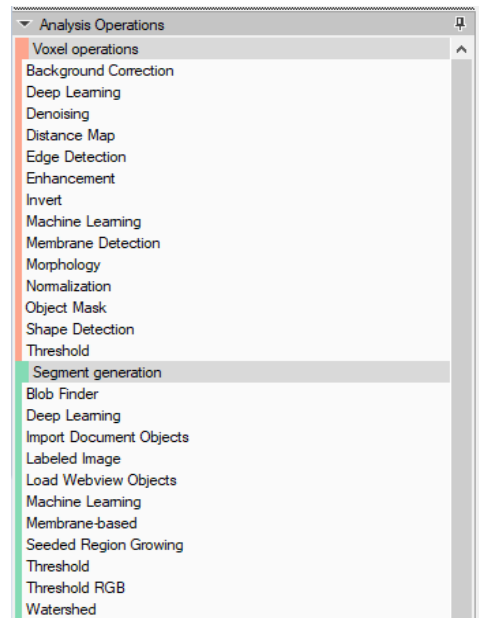 Analysis Operations
Voxel operations
Background Correction
Deep Learning
Denoising
Distance Map
Edge Detection
Enhancement
Invert
Machine Learning
Membrane Detection
Morphology
Normalization
Object Mask
Shape Detection
Threshold
Segment generation
Blob Finder
Deep Learning
Import Document Objects
Labeled Image
Load Webview Objects
Machine Learning
Membrane-based
Seeded Region Growing
Threshold
Threshold RGB
Watershed